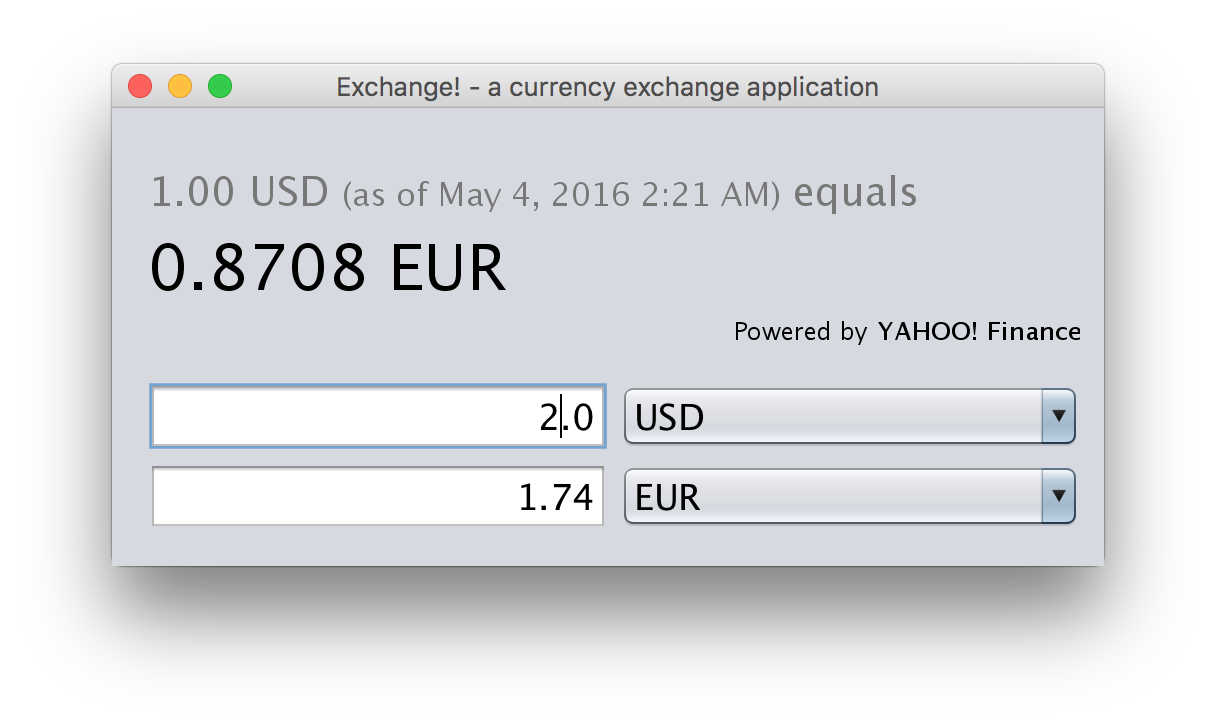 Exchange! - a currency exchange application
1.00 USD (as of May 4, 2016 2:21 AM) equals
0.8708 EUR
Powered by YAHOO! Finance
2.0 USD
1.74 EUR